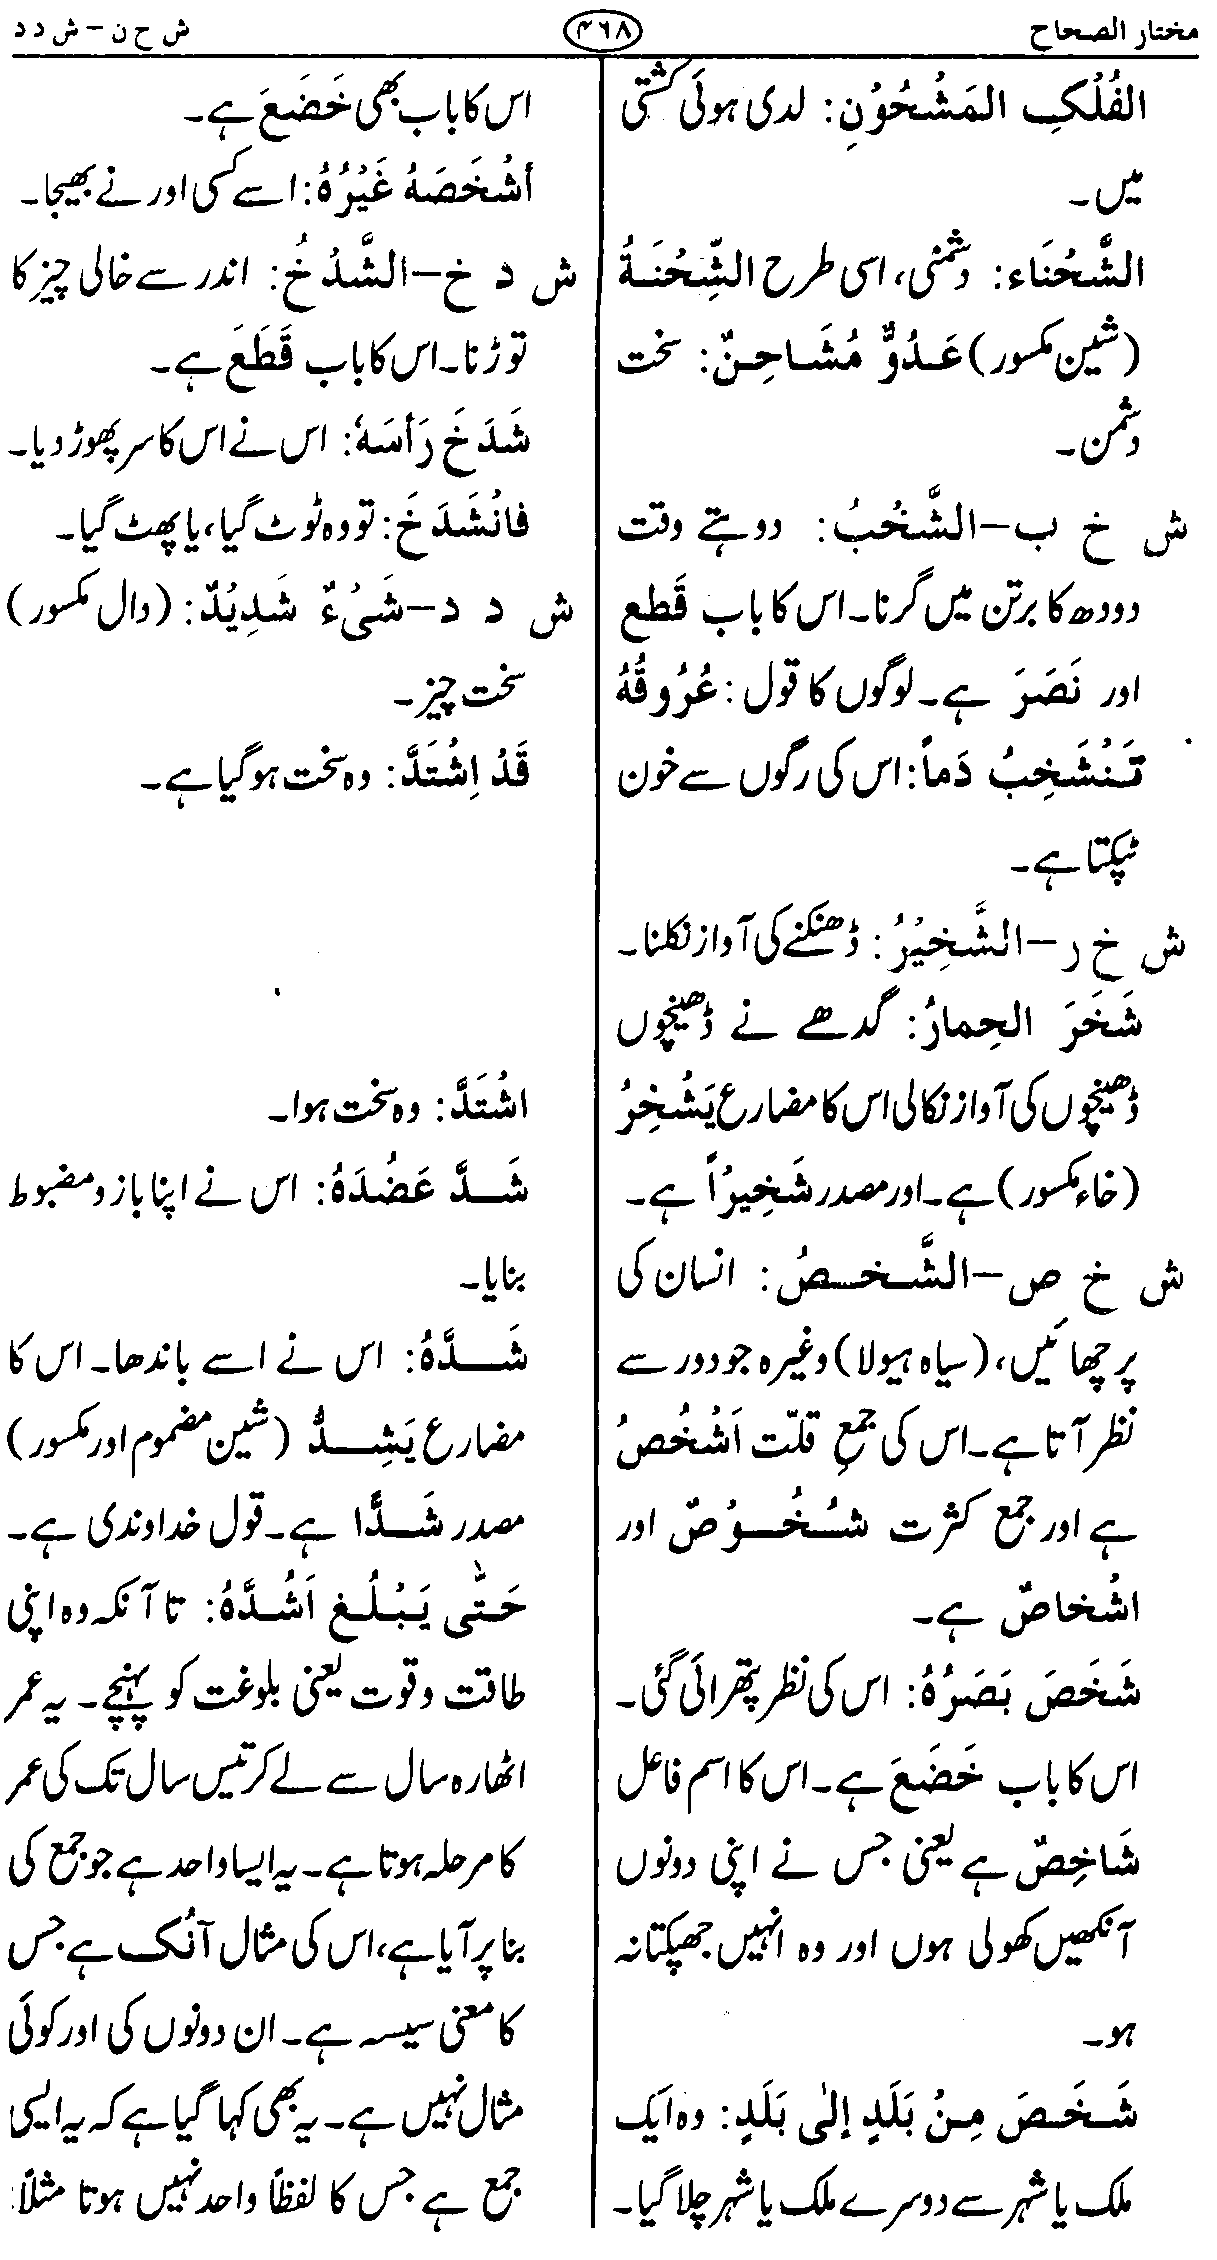 مختار الصحاح
۴۶۸
ش ح ن – ش د د
الفُلْکِ المَشْحُوْنِ: لدی ہوئی کشتی
میں۔
الشَّحْنَاء: دشمنی، اسی طرح الشِّحْنَةُ
(شین مکسور) عَدُوٌّ مُشَاحِنٌ: سخت
دشمن۔
ش خ ب – الشَّخْبُ: دوہتے وقت
دودھ کا برتن میں گرنا۔ اس کا باب قَطع
اور نَصَرَ ہے۔ لوگوں کا قول: عُرُوقُهُ
تَنْشَخِبُ دَماً: اس کی رگوں سے خون
ٹپکتا ہے۔
ش خ ر – الشَّخِيْرُ: ڈھنکنے کی آواز نکلنا۔
شَخَرَ الحِمارُ: گدھے نے ڈھینچوں
ڈھینچوں کی آواز نکالی اس کا مضارع يَشْخِرُ
(خاء مکسور) ہے۔ اور مصدر شَخِيرْاً ہے۔
ش خ ص – الشَّخصُ: انسان کی
پرچھائیں، (سیاہ ہیولا) وغیرہ جو دور سے
نظر آتا ہے۔ اس کی جمعِ قلّت اَشْخُصُ
ہے اور جمع کثرت شُخُوْصٌ اور
اشْخاصٌ ہے۔
شَخَصَ بَصَرُهُ: اس کی نظر پتھرائی گئی۔
اس کا باب خَضَعَ ہے۔ اس کا اسم فاعل
شَاخِصٌ ہے یعنی جس نے اپنی دونوں
آنکھیں کھولی ہوں اور وہ انہیں جھپکتا نہ
ہو۔
شَخَصَ مِنْ بَلَدٍ إلیٰ بَلَدٍ: وہ ایک
ملک یا شہر سے دوسرے ملک یا شہر چلا گیا۔
اس کا باب بھی خَضَعَ ہے۔
أشْخَصَهُ غَيْرُهُ: اسے کسی اور نے بھیجا۔
ش د خ – الشَّدْخُ: اندر سے خالی چیز کا
توڑنا۔ اس کا باب قَطَعَ ہے۔
شَدَخَ رَأسَهٗ: اس نے اس کا سر پھوڑ دیا۔
فانْشَدَخَ: تو وہ ٹوٹ گیا، یا پھٹ گیا۔
ش د د – شَیْءٌ شَدِيْدٌ: (دال مکسور)
سخت چیز۔
قَدْ اِشْتَدَّ: وہ سخت ہو گیا ہے۔
اشْتَدَّ: وہ سخت ہوا۔
شَدَّ عَضُدَهُ: اس نے اپنا بازو مضبوط
بنایا۔
شَدَّهُ: اس نے اسے باندھا۔ اس کا
مضارع يَشِدُّ (شین مضموم اور مکسور)
مصدر شَدًّا ہے۔ قول خداوندی ہے۔
حَتّٰی يَبْلُغ اَشُدَّهُ: تا آنکہ وہ اپنی
طاقت وقوت یعنی بلوغت کو پہنچے۔ یہ عمر
اٹھارہ سال سے لے کر تیس سال تک کی عمر
کا مرحلہ ہوتا ہے۔ یہ ایسا واحد ہے جو جمع کی
بنا پر آیا ہے، اس کی مثال آنُک ہے جس
کا معنی سیسہ ہے۔ ان دونوں کی اور کوئی
مثال نہیں ہے۔ یہ بھی کہا گیا ہے کہ یہ ایسی
جمع ہے جس کا لفظاً واحد نہیں ہوتا مثلاً: